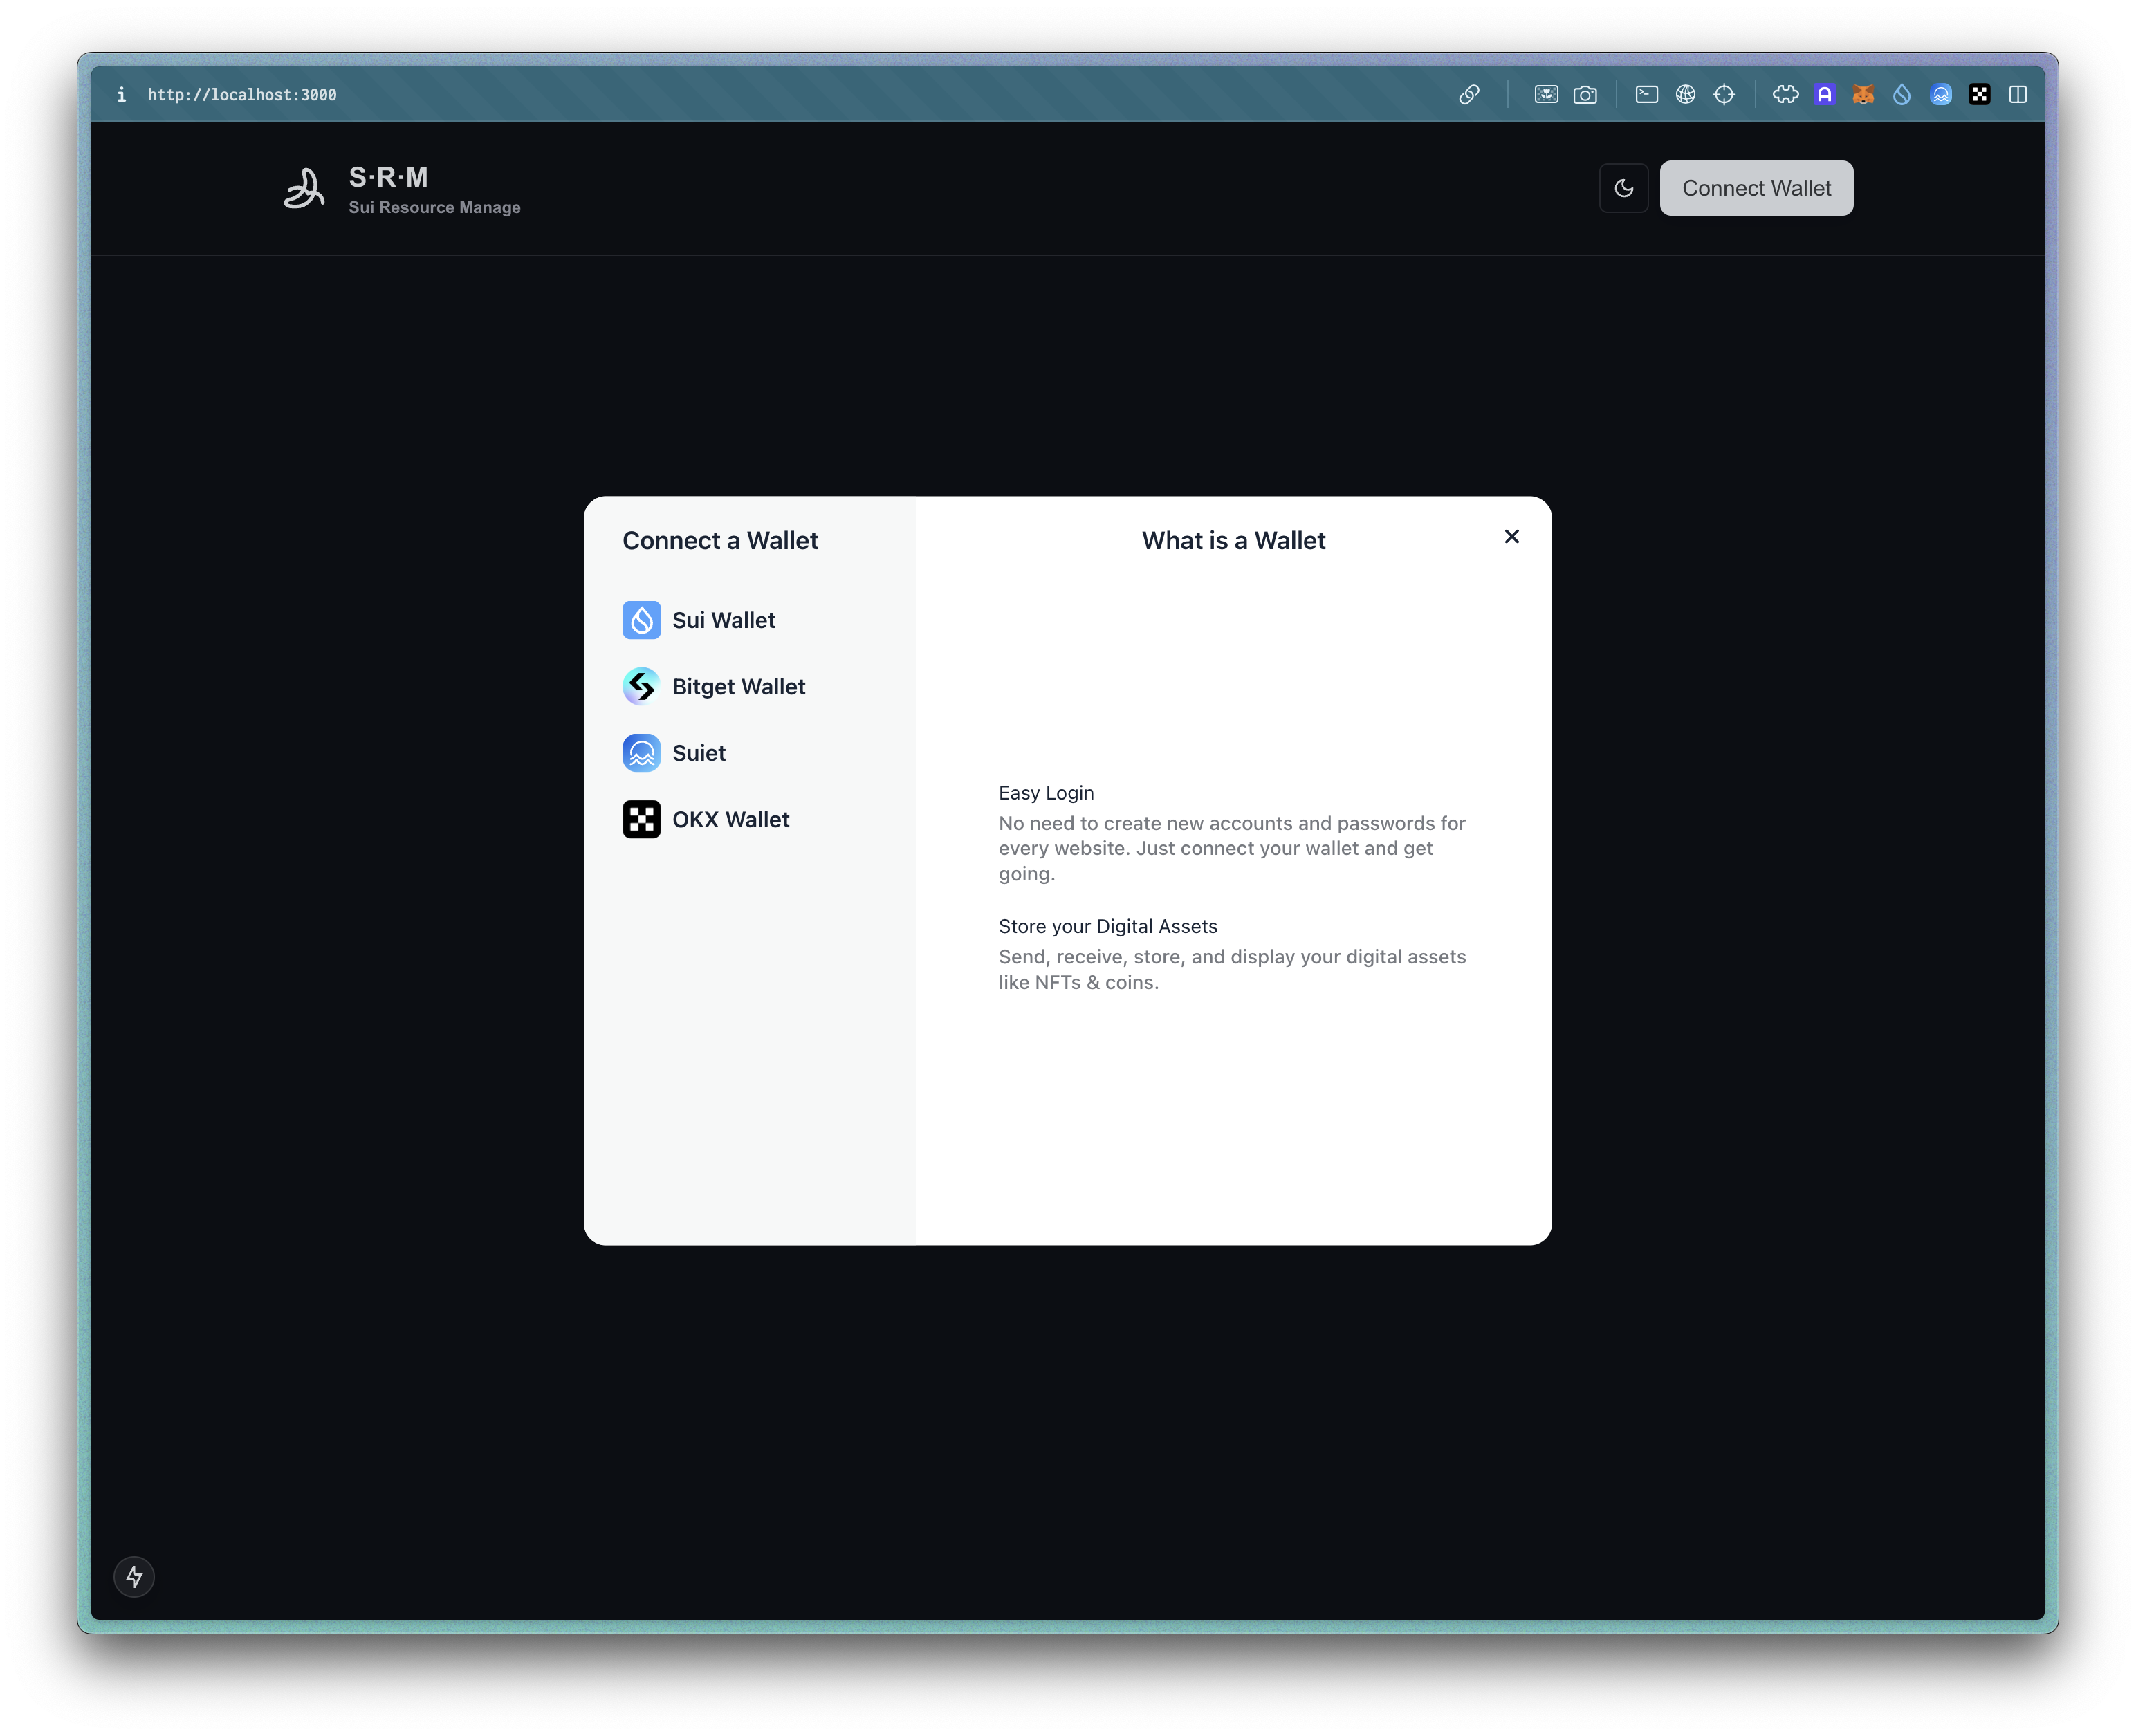 http://localhost:3000
S·R·M
Sui Resource Manage
Connect Wallet
Connect a Wallet
Sui Wallet
Bitget Wallet
Suiet
OKX Wallet
What is a Wallet
Easy Login
No need to create new accounts and passwords for
every website. Just connect your wallet and get
going.
Store your Digital Assets
Send, receive, store, and display your digital assets
like NFTs & coins.